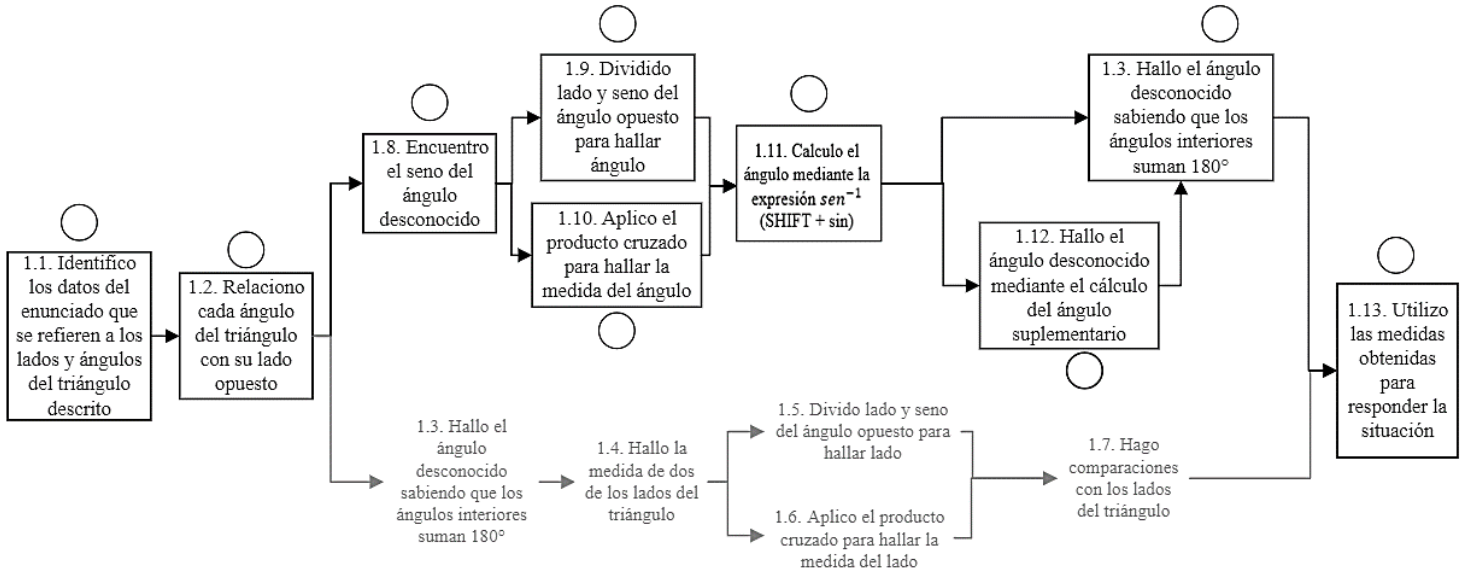 1.1. Identifico
los datos del
enunciado que
se refieren a los
lados y ángulos
del triángulo
descrito
1.2. Relaciono
cada ángulo
del triángulo
con su lado
opuesto
1.8. Encuentro
el seno del
ángulo
desconocido
1.9. Dividido
lado y seno del
ángulo opuesto
para hallar
ángulo
1.10. Aplico el
producto cruzado
para hallar la
medida del ángulo
1.11. Calculo el
ángulo mediante la
expresión sen⁻¹
(SHIFT + sin)
1.3. Hallo el ángulo
desconocido
sabiendo que los
ángulos interiores
suman 180°
1.12. Hallo el
ángulo desconocido
mediante el cálculo
del ángulo
suplementario
1.13. Utilizo
las medidas
obtenidas
para
responder la
situación
1.3. Hallo el
ángulo
desconocido
sabiendo que los
ángulos interiores
suman 180°
1.4. Hallo la
medida de dos
de los lados del
triángulo
1.5. Divido lado y seno
del ángulo opuesto para
hallar lado
1.6. Aplico el producto
cruzado para hallar la
medida del lado
1.7. Hago
comparaciones
con los lados
del triángulo